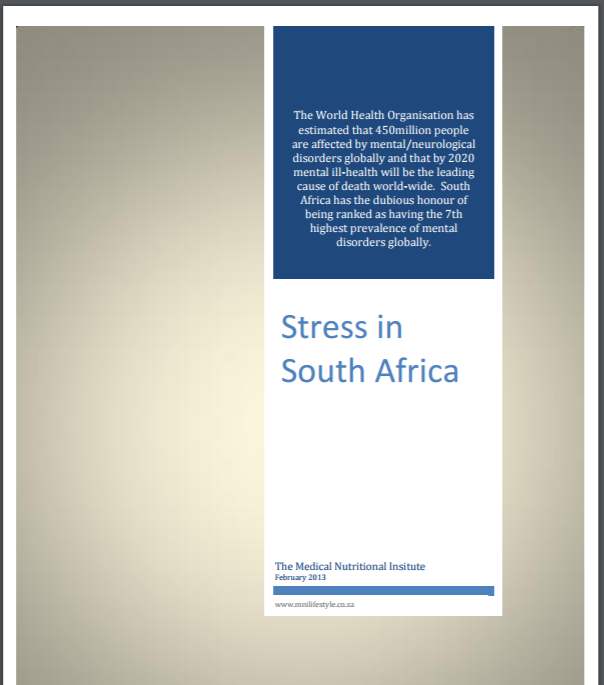 The World Health Organisation has
estimated that 450million people
are affected by mental/neurological
disorders globally and that by 2020
mental ill-health will be the leading
cause of death world-wide. South
Africa has the dubious honour of
being ranked as having the 7th
highest prevalence of mental
disorders globally.
Stress in
South Africa
The Medical Nutritional Insitute
February 2013
www.mnilifestyle.co.za